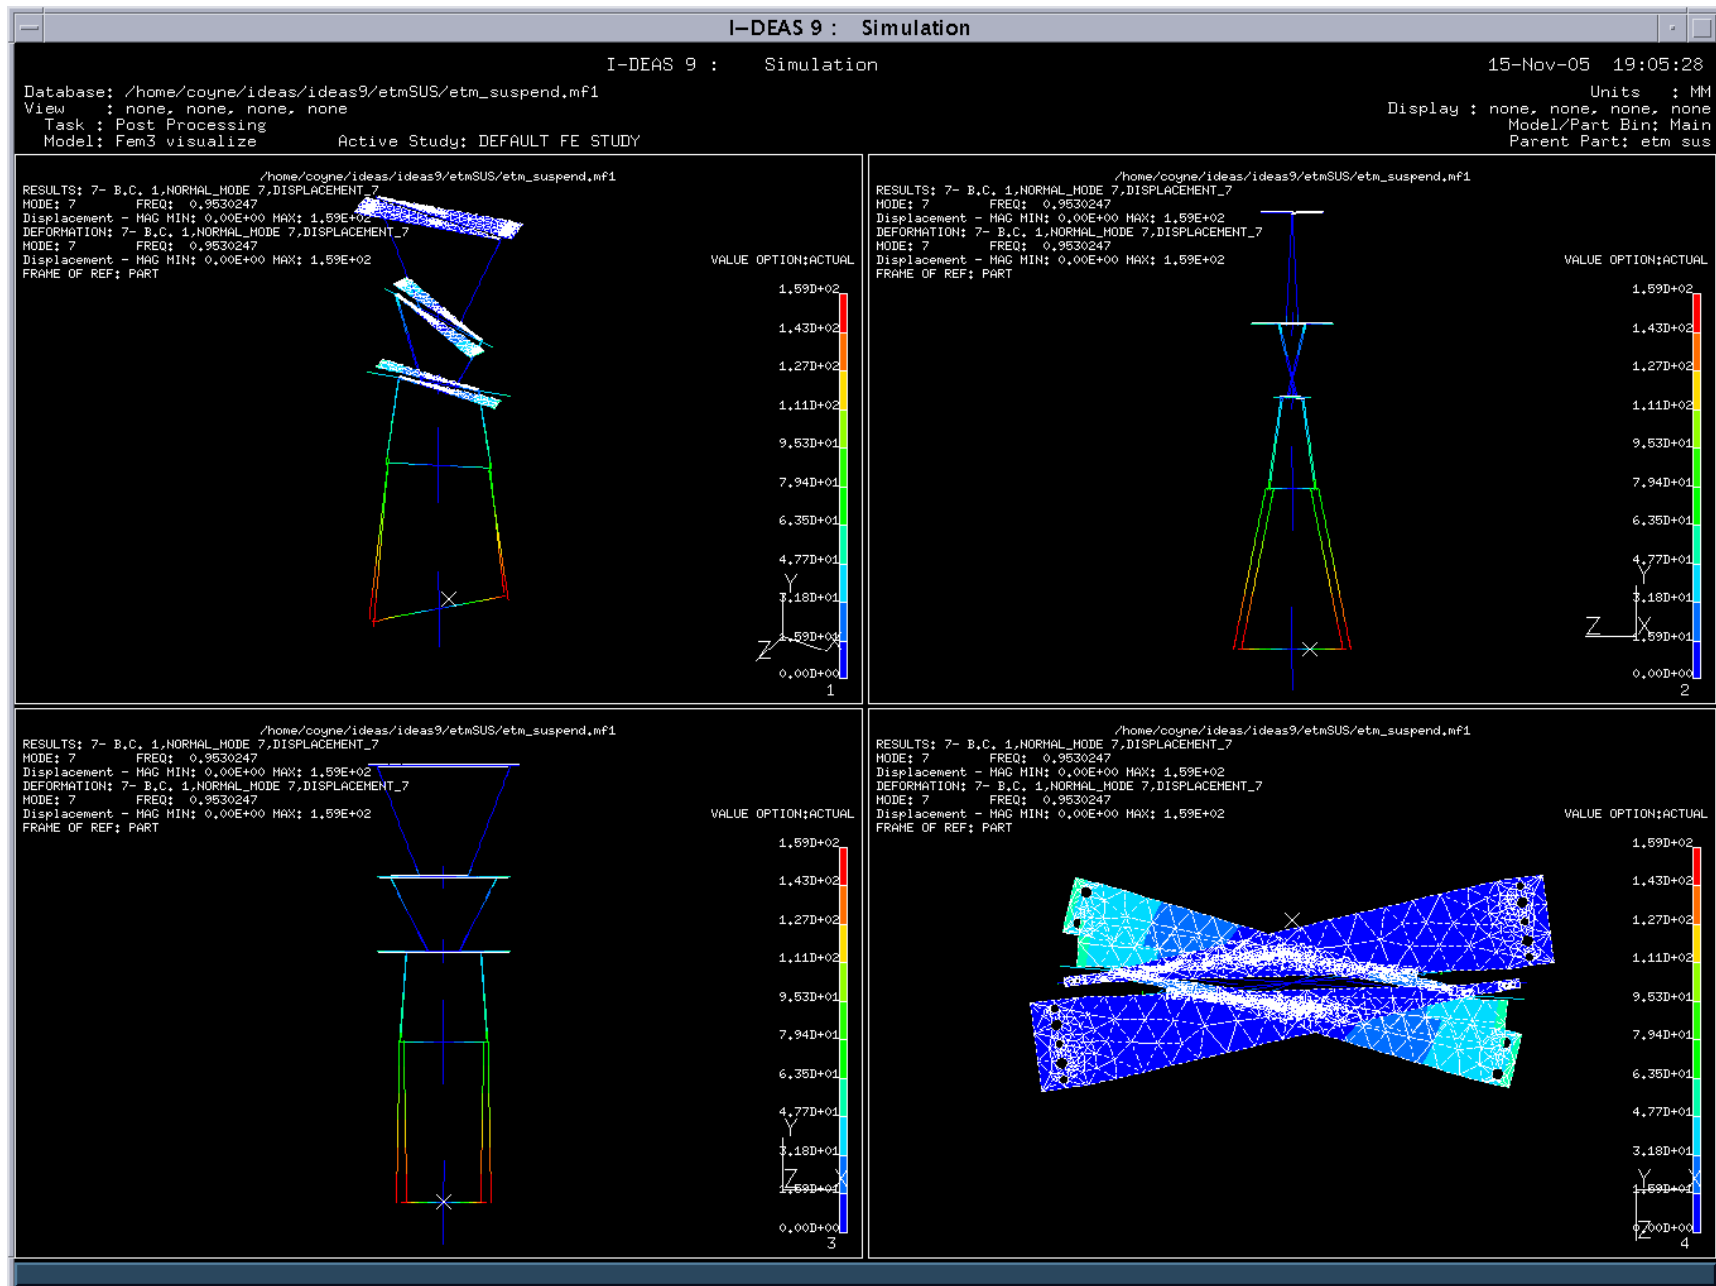 I-DEAS 9 :   Simulation
I-DEAS 9 :    Simulation    15-Nov-05  19:05:28
Database: /home/coyne/ideas/ideas9/etmSUS/etm_suspend.mf1    Units   : MM
View    : none, none, none, none    Display : none, none, none, none
Task : Post Processing    Model/Part Bin: Main
Model: Fem3 visualize    Active Study: DEFAULT FE STUDY    Parent Part: etm sus
/home/coyne/ideas/ideas9/etmSUS/etm_suspend.mf1
RESULTS: 7- B.C. 1,NORMAL_MODE 7,DISPLACEMENT_7
MODE: 7    FREQ: 0.9530247
Displacement - MAG MIN: 0.00E+00 MAX: 1.59E+02
DEFORMATION: 7- B.C. 1,NORMAL_MODE 7,DISPLACEMENT_7
MODE: 7    FREQ: 0.9530247
Displacement - MAG MIN: 0.00E+00 MAX: 1.59E+02
FRAME OF REF: PART
VALUE OPTION:ACTUAL
1.59D+02
1.43D+02
1.27D+02
1.11D+02
9.53D+01
7.94D+01
6.35D+01
4.77D+01
Y
3.18D+01
1.59D+01
Z
X
0.00D+00
1
/home/coyne/ideas/ideas9/etmSUS/etm_suspend.mf1
RESULTS: 7- B.C. 1,NORMAL_MODE 7,DISPLACEMENT_7
MODE: 7    FREQ: 0.9530247
Displacement - MAG MIN: 0.00E+00 MAX: 1.59E+02
DEFORMATION: 7- B.C. 1,NORMAL_MODE 7,DISPLACEMENT_7
MODE: 7    FREQ: 0.9530247
Displacement - MAG MIN: 0.00E+00 MAX: 1.59E+02
FRAME OF REF: PART
VALUE OPTION:ACTUAL
1.59D+02
1.43D+02
1.27D+02
1.11D+02
9.53D+01
7.94D+01
6.35D+01
4.77D+01
Y
3.18D+01
Z X
1.59D+01
0.00D+00
2
/home/coyne/ideas/ideas9/etmSUS/etm_suspend.mf1
RESULTS: 7- B.C. 1,NORMAL_MODE 7,DISPLACEMENT_7
MODE: 7    FREQ: 0.9530247
Displacement - MAG MIN: 0.00E+00 MAX: 1.59E+02
DEFORMATION: 7- B.C. 1,NORMAL_MODE 7,DISPLACEMENT_7
MODE: 7    FREQ: 0.9530247
Displacement - MAG MIN: 0.00E+00 MAX: 1.59E+02
FRAME OF REF: PART
VALUE OPTION:ACTUAL
1.59D+02
1.43D+02
1.27D+02
1.11D+02
9.53D+01
7.94D+01
6.35D+01
4.77D+01
Y
3.18D+01
Z X
1.59D+01
0.00D+00
3
/home/coyne/ideas/ideas9/etmSUS/etm_suspend.mf1
RESULTS: 7- B.C. 1,NORMAL_MODE 7,DISPLACEMENT_7
MODE: 7    FREQ: 0.9530247
Displacement - MAG MIN: 0.00E+00 MAX: 1.59E+02
DEFORMATION: 7- B.C. 1,NORMAL_MODE 7,DISPLACEMENT_7
MODE: 7    FREQ: 0.9530247
Displacement - MAG MIN: 0.00E+00 MAX: 1.59E+02
FRAME OF REF: PART
VALUE OPTION:ACTUAL
1.59D+02
1.43D+02
1.27D+02
1.11D+02
9.53D+01
7.94D+01
6.35D+01
4.77D+01
3.18D+01
Y X
1.59D+01
Z
0.00D+00
4